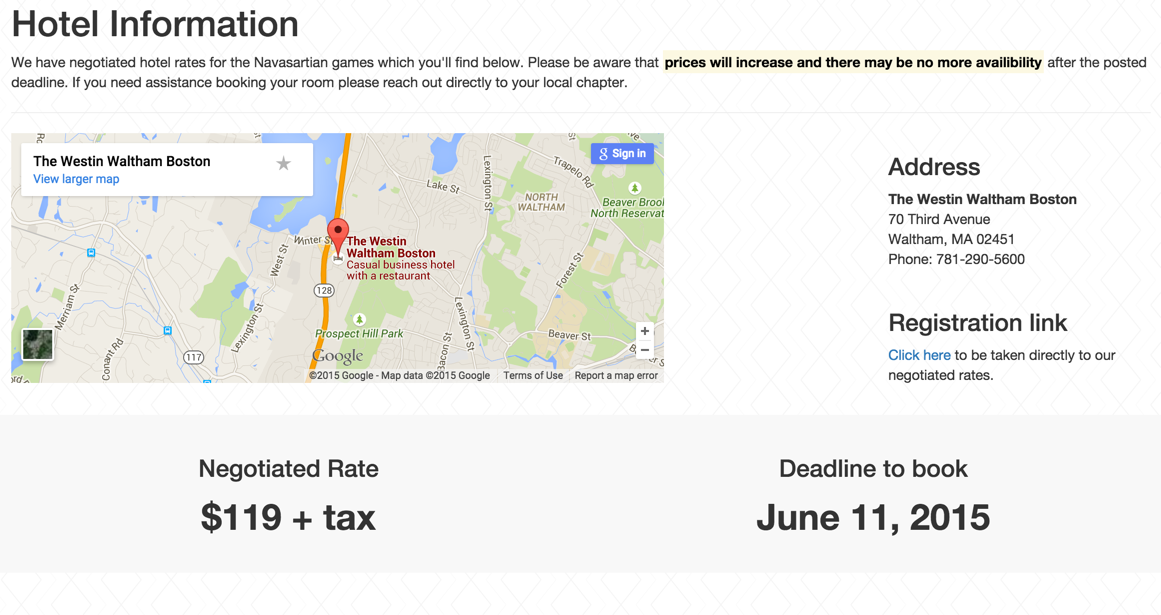 Hotel Information
We have negotiated hotel rates for the Navasartian games which you'll find below. Please be aware that prices will increase and there may be no more availibility after the posted
deadline. If you need assistance booking your room please reach out directly to your local chapter.
The Westin Waltham Boston
View larger map
Sign in
Lake St
Lexington St
Trapelo Rd
NORTH
WALTHAM
Beaver Brook
North Reservat
Winter St
The Westin
Waltham Boston
Casual business hotel
with a restaurant
West St
Forest St
128
Merriam St
Lexington St
Lexington St
Prospect Hill Park
Beaver St
117
Conant Rd
Bacon St
Google
+
−
©2015 Google - Map data ©2015 Google
Terms of Use
Report a map error
Address
The Westin Waltham Boston
70 Third Avenue
Waltham, MA 02451
Phone: 781-290-5600
Registration link
Click here to be taken directly to our
negotiated rates.
Negotiated Rate
$119 + tax
Deadline to book
June 11, 2015